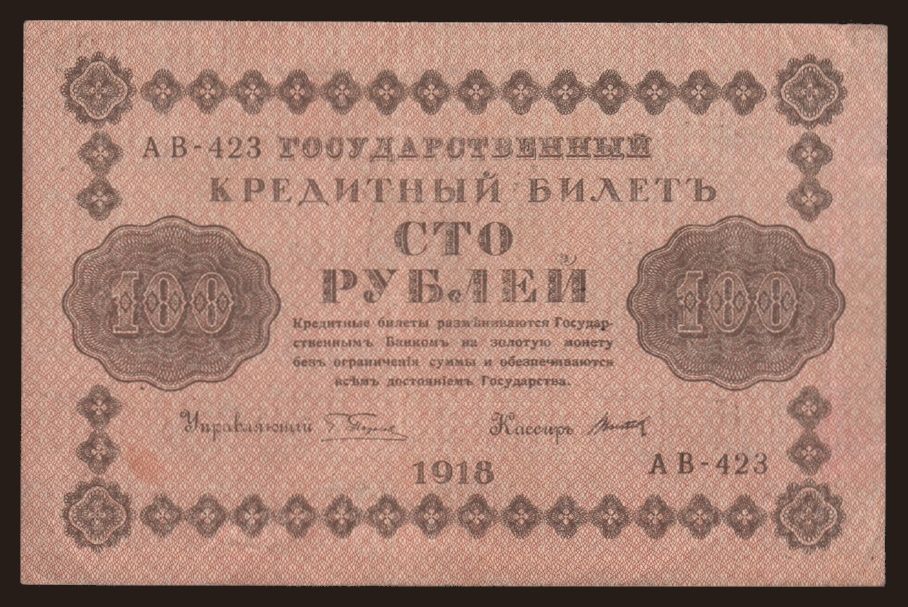 АВ-423 ГОСУДАРСТВЕННЫЙ
КРЕДИТНЫЙ БИЛЕТЪ
СТО
РУБЛЕЙ
100 100
Кредитные билеты размѣниваются Государ-
ственнымъ Банкомъ на золотую монету
безъ ограниченія суммы и обезпечиваются
всѣмъ достояніемъ Государства.
Управляющій Кассиръ
1918 АВ-423